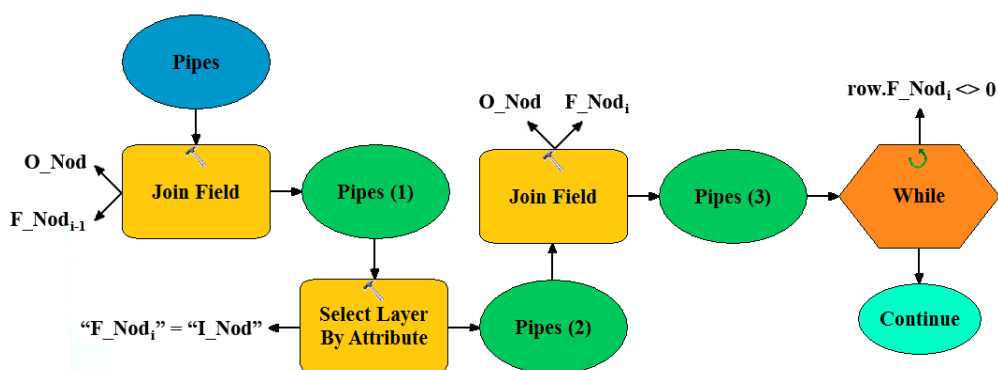 Pipes
O_Nod
F_Nodᵢ₋₁
Join Field
Pipes (1)
“F_Nodᵢ” = “I_Nod”
Select Layer
By Attribute
Pipes (2)
O_Nod
F_Nodᵢ
Join Field
Pipes (3)
row.F_Nodᵢ <> 0
While
Continue